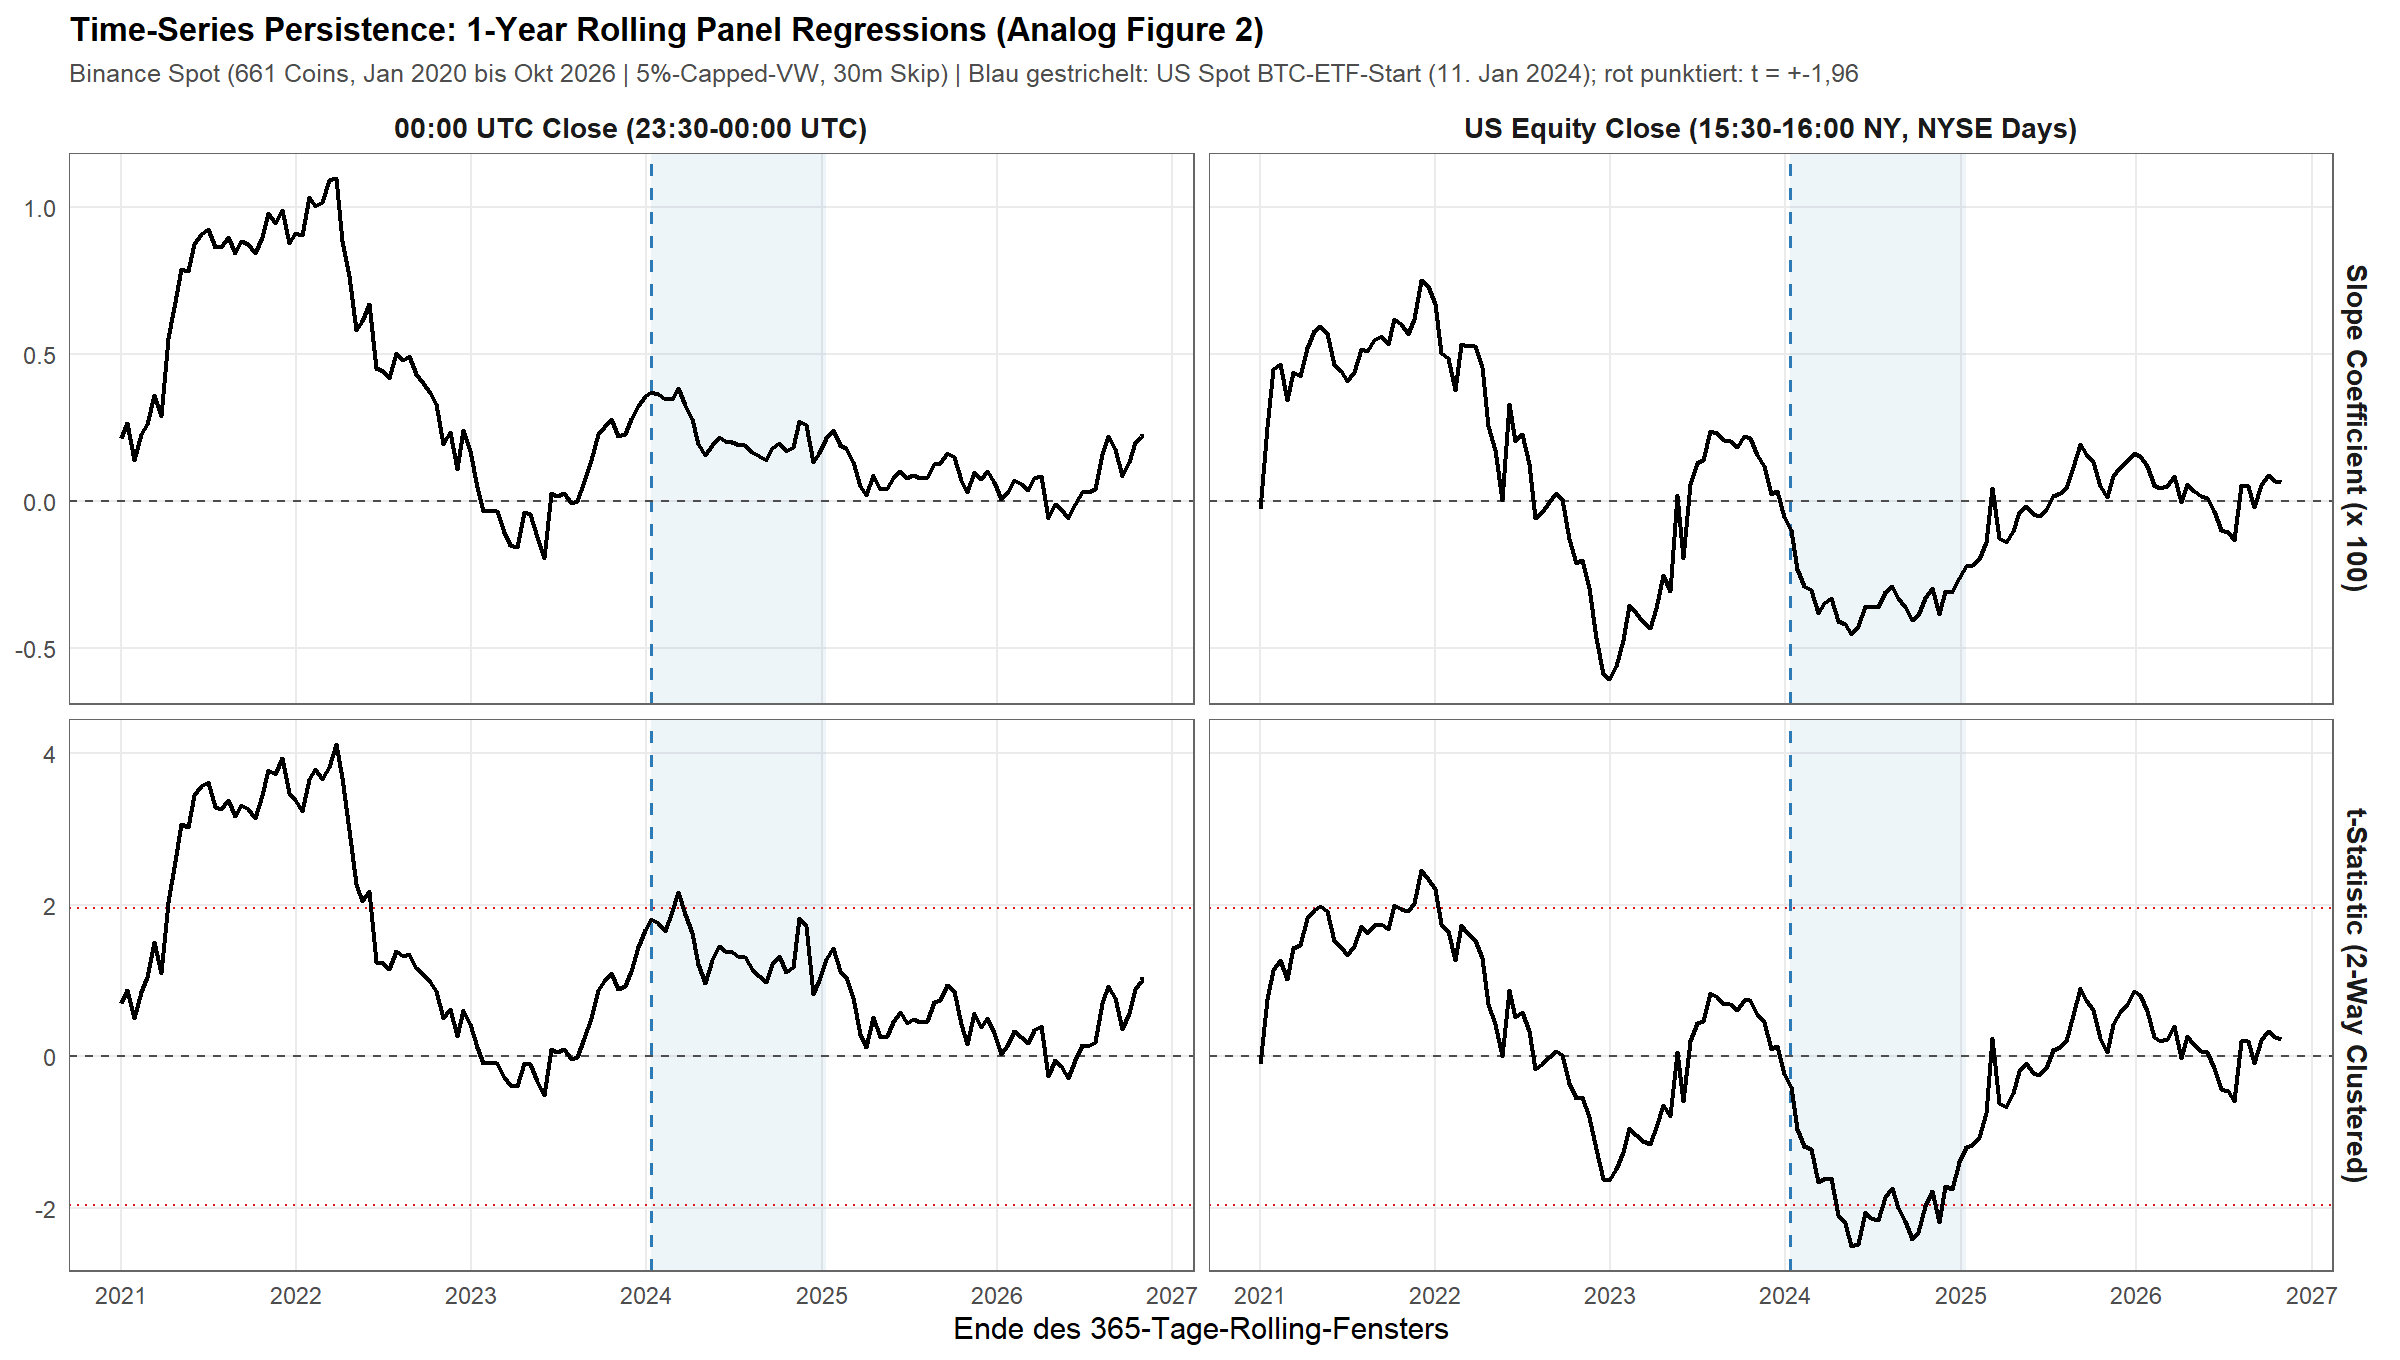 Time-Series Persistence: 1-Year Rolling Panel Regressions (Analog Figure 2)
Binance Spot (661 Coins, Jan 2020 bis Okt 2026 | 5%-Capped-VW, 30m Skip) | Blau gestrichelt: US Spot BTC-ETF-Start (11. Jan 2024); rot punktiert: t = +-1,96
00:00 UTC Close (23:30-00:00 UTC)
US Equity Close (15:30-16:00 NY, NYSE Days)
1.0
0.5
0.0
-0.5
Slope Coefficient (x 100)
4
2
0
-2
t-Statistic (2-Way Clustered)
2021 2022 2023 2024 2025 2026 2027
2021 2022 2023 2024 2025 2026 2027
Ende des 365-Tage-Rolling-Fensters